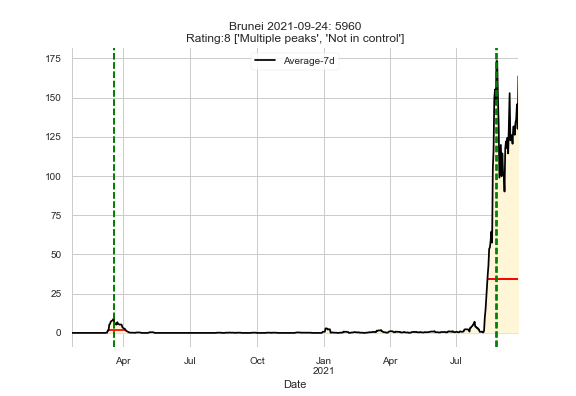 Brunei 2021-09-24: 5960
Rating:8 ['Multiple peaks', 'Not in control']
Average-7d
175
150
125
100
75
50
25
0
Apr Jul Oct Jan Apr Jul
2021
Date